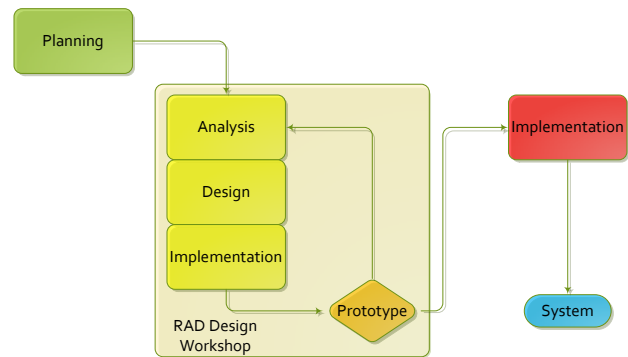 Planning
Analysis
Design
Implementation
Prototype
RAD Design
Workshop
Implementation
System